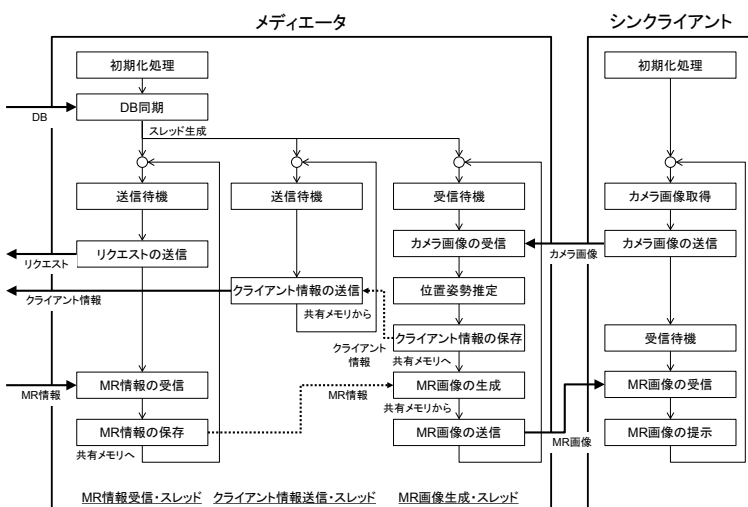 メディエータ
シンクライアント
初期化処理
初期化処理
DB同期
DB
スレッド生成
送信待機
送信待機
受信待機
カメラ画像取得
リクエストの送信
カメラ画像の受信
カメラ画像の送信
リクエスト
カメラ画像
クライアント情報の送信
位置姿勢推定
クライアント情報
共有メモリから
クライアント
情報
クライアント情報の保存
受信待機
共有メモリへ
MR情報の受信
MR画像の生成
MR画像の受信
MR情報
MR情報
共有メモリから
MR情報の保存
MR画像の送信
MR画像の提示
MR画像
共有メモリへ
MR情報受信・スレッド
クライアント情報送信・スレッド
MR画像生成・スレッド